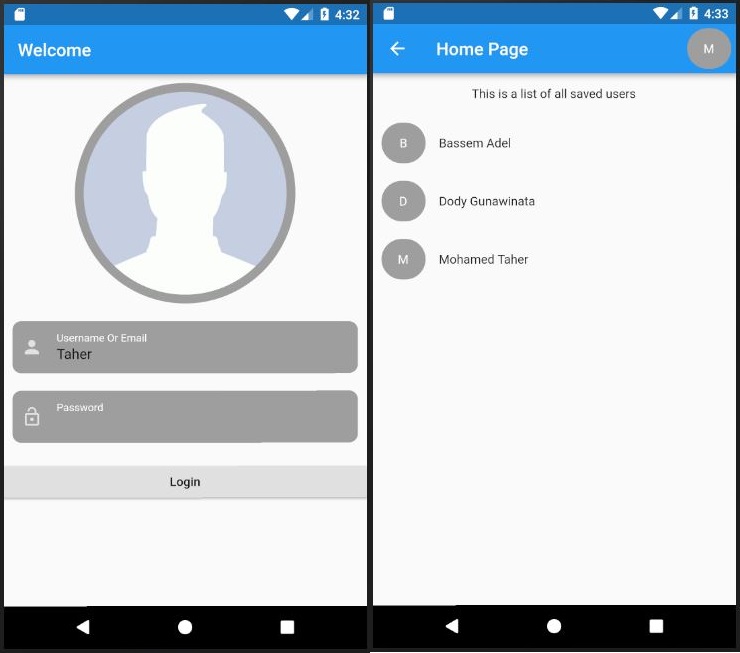 4:32
Welcome
Username Or Email
Taher
Password
Login
4:33
Home Page
M
This is a list of all saved users
B
Bassem Adel
D
Dody Gunawinata
M
Mohamed Taher